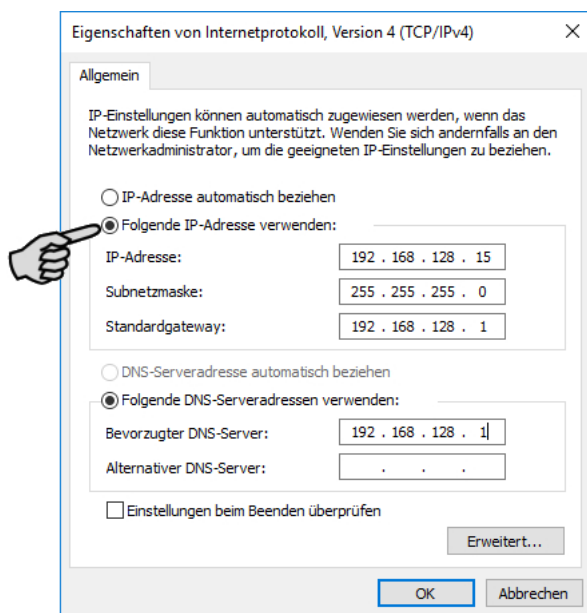 Eigenschaften von Internetprotokoll, Version 4 (TCP/IPv4)
Allgemein
IP-Einstellungen können automatisch zugewiesen werden, wenn das
Netzwerk diese Funktion unterstützt. Wenden Sie sich andernfalls an den
Netzwerkadministrator, um die geeigneten IP-Einstellungen zu beziehen.
IP-Adresse automatisch beziehen
Folgende IP-Adresse verwenden:
IP-Adresse: 192 . 168 . 128 . 15
Subnetzmaske: 255 . 255 . 255 . 0
Standardgateway: 192 . 168 . 128 . 1
DNS-Serveradresse automatisch beziehen
Folgende DNS-Serveradressen verwenden:
Bevorzugter DNS-Server: 192 . 168 . 128 . 1
Alternativer DNS-Server: . . .
Einstellungen beim Beenden überprüfen
Erweitert...
OK Abbrechen